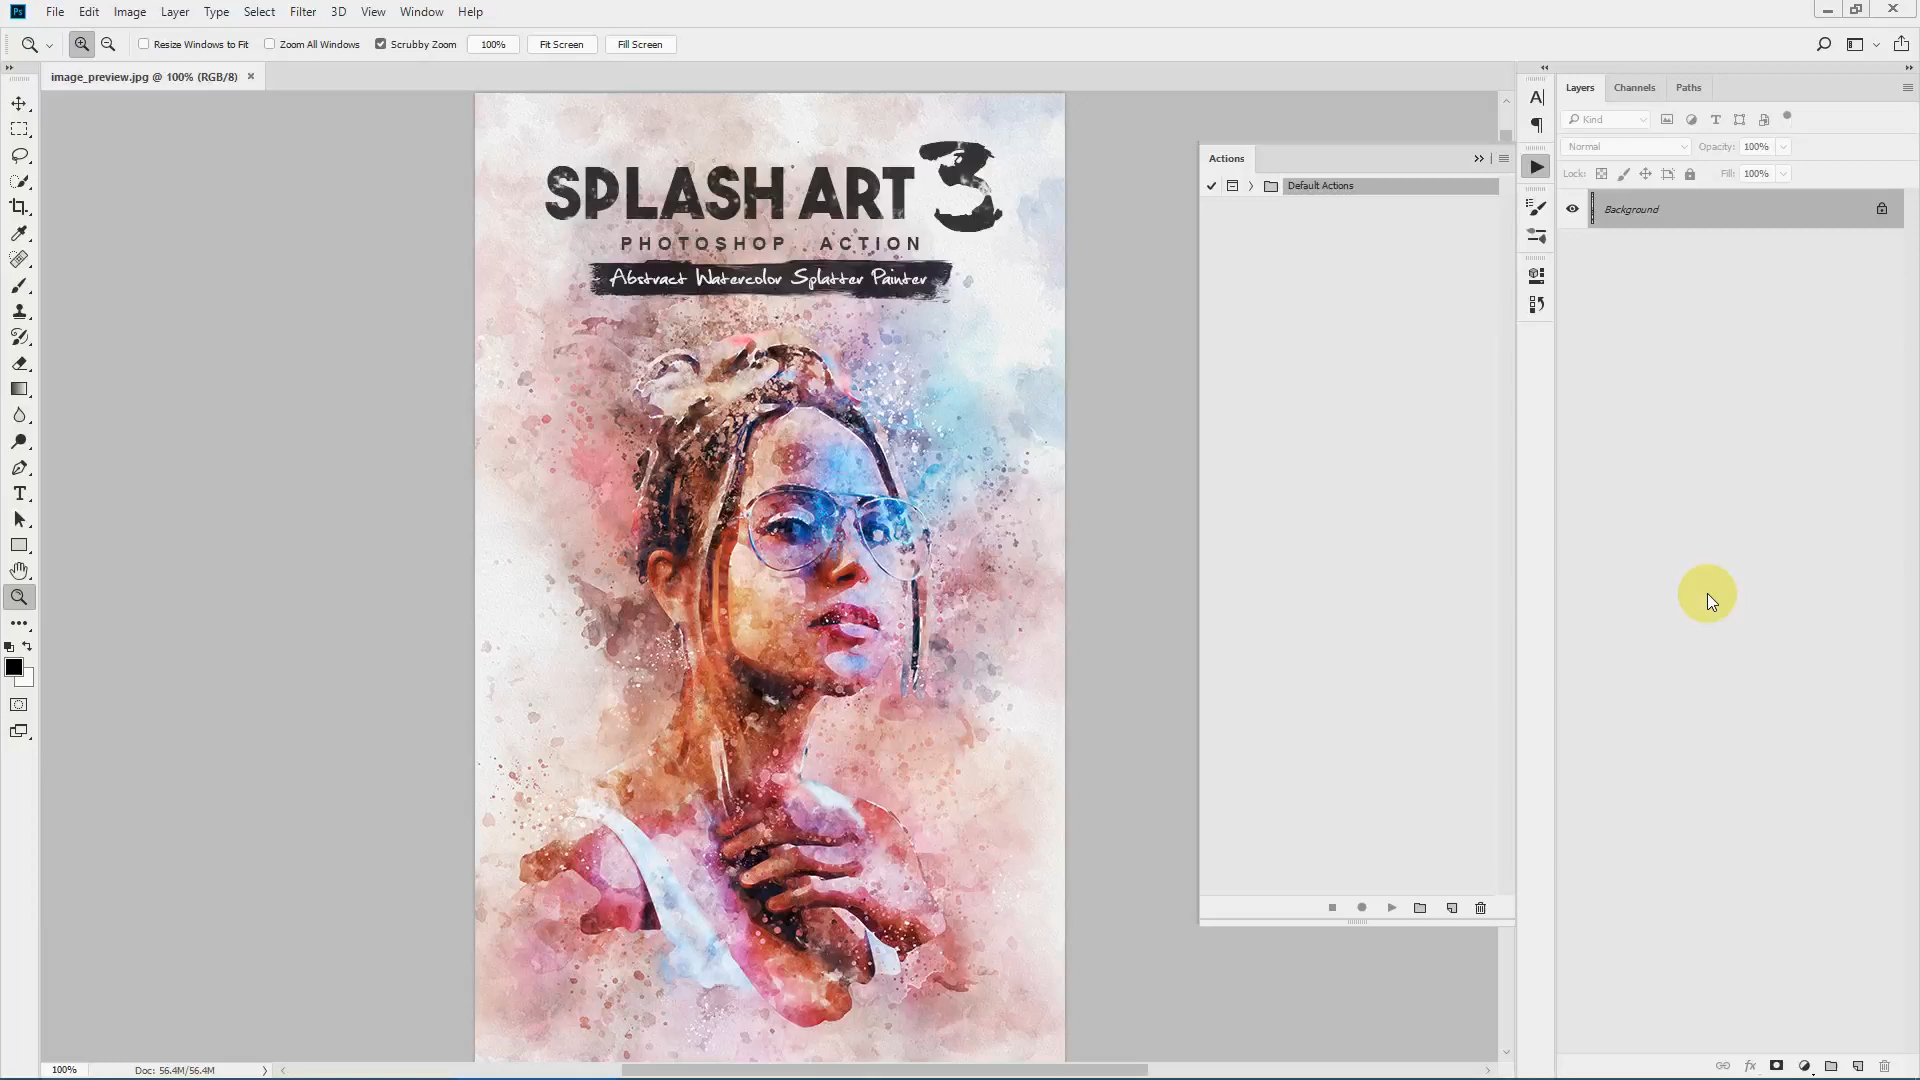 Ps File Edit Image Layer Type Select Filter 3D View Window Help
Resize Windows to Fit Zoom All Windows Scrubby Zoom 100% Fit Screen Fill Screen
image_preview.jpg @ 100% (RGB/8) ×
SPLASH ART 3
PHOTOSHOP ACTION
Abstract Watercolor Splatter Painter
Actions
Default Actions
Layers Channels Paths
Kind
Normal Opacity: 100%
Lock: Fill: 100%
Background
100% Doc: 56.4M/56.4M